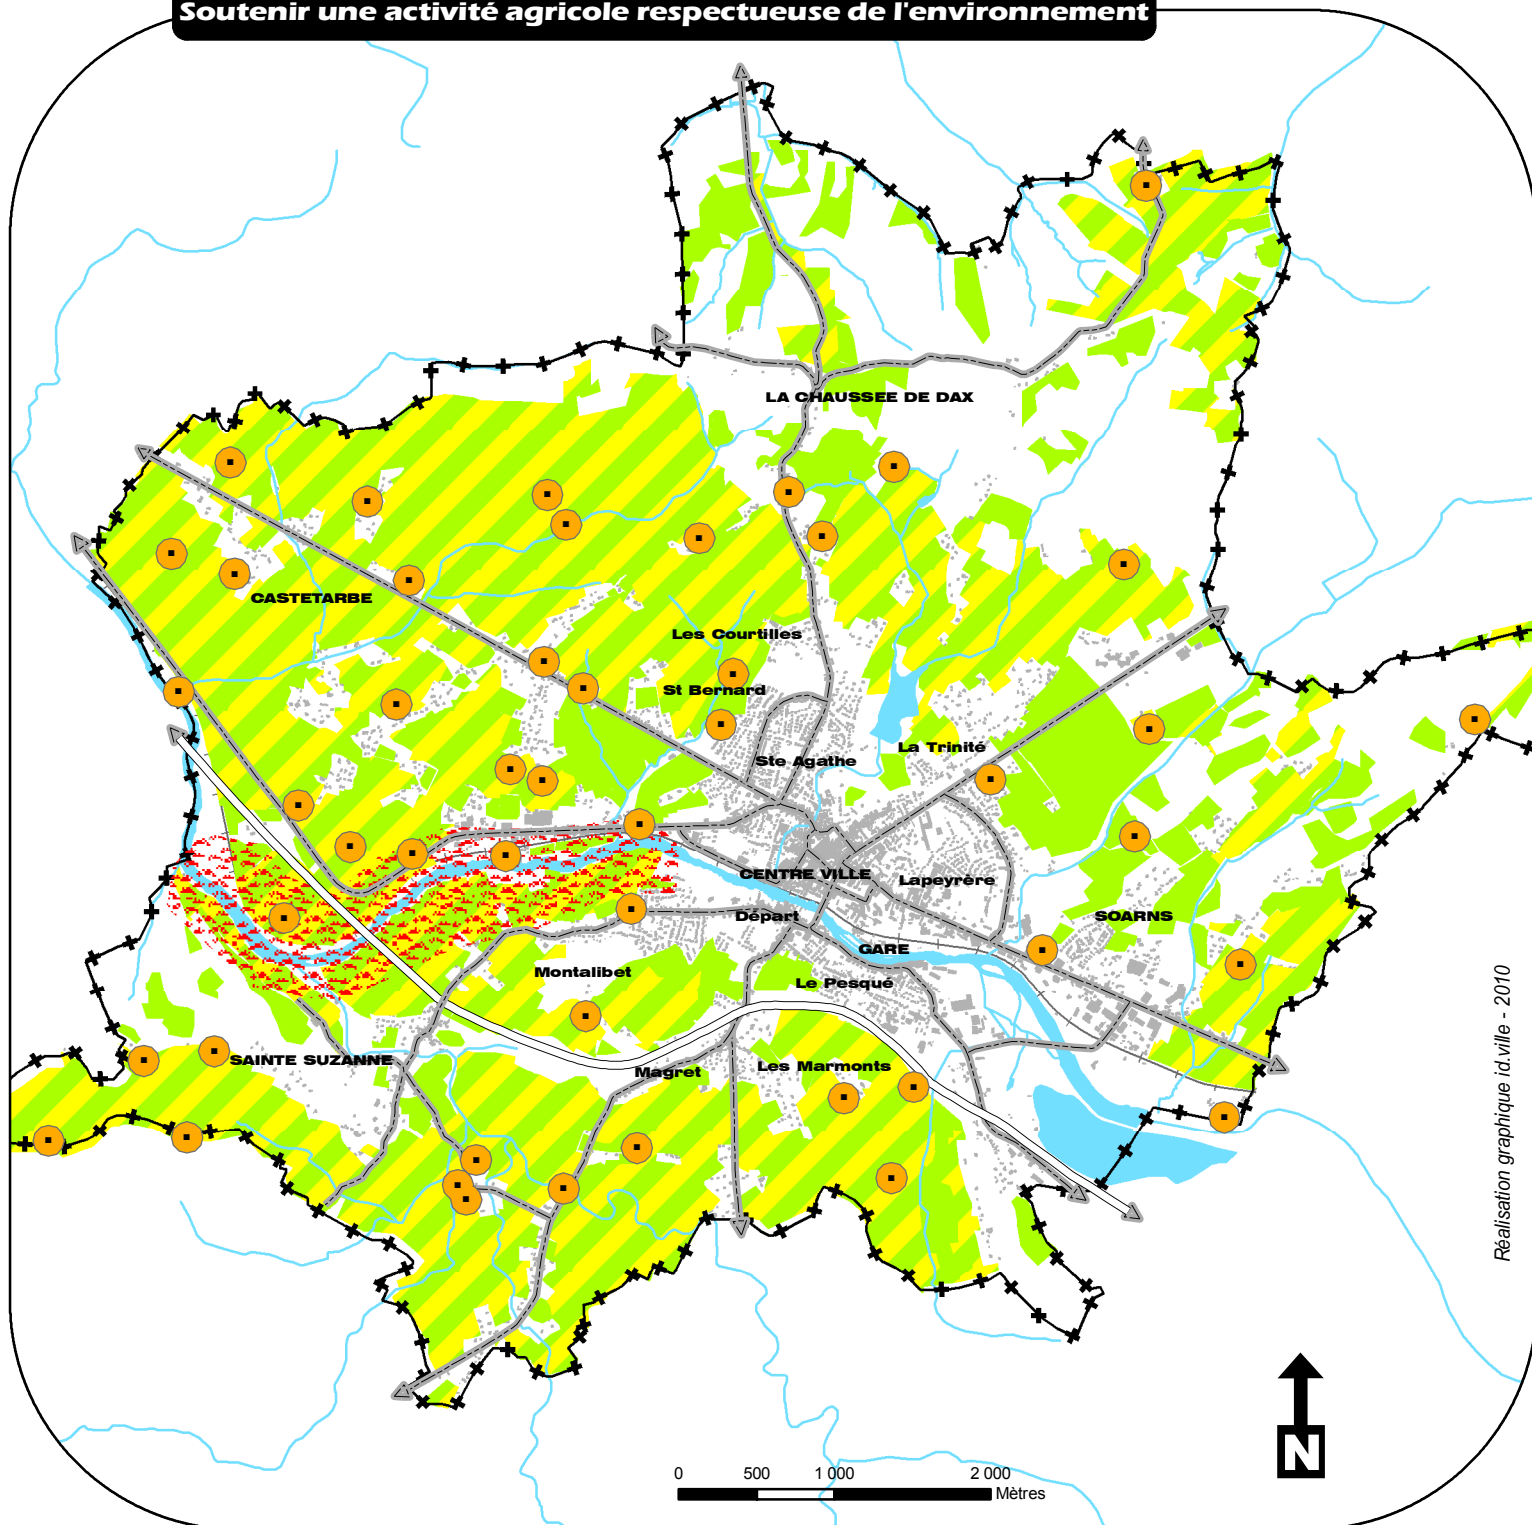 Soutenir une activité agricole respectueuse de l'environnement
LA CHAUSSEE DE DAX
CASTETARBE
Les Courtilles
St Bernard
La Trinité
Ste Agathe
CENTRE VILLE
Lapeyrère
Départ
SOARNS
GARE
Montalibet
Le Pesqué
SAINTE SUZANNE
Magret
Les Marmonts
Réalisation graphique id.ville - 2010
N
0 500 1 000 2 000
Mètres